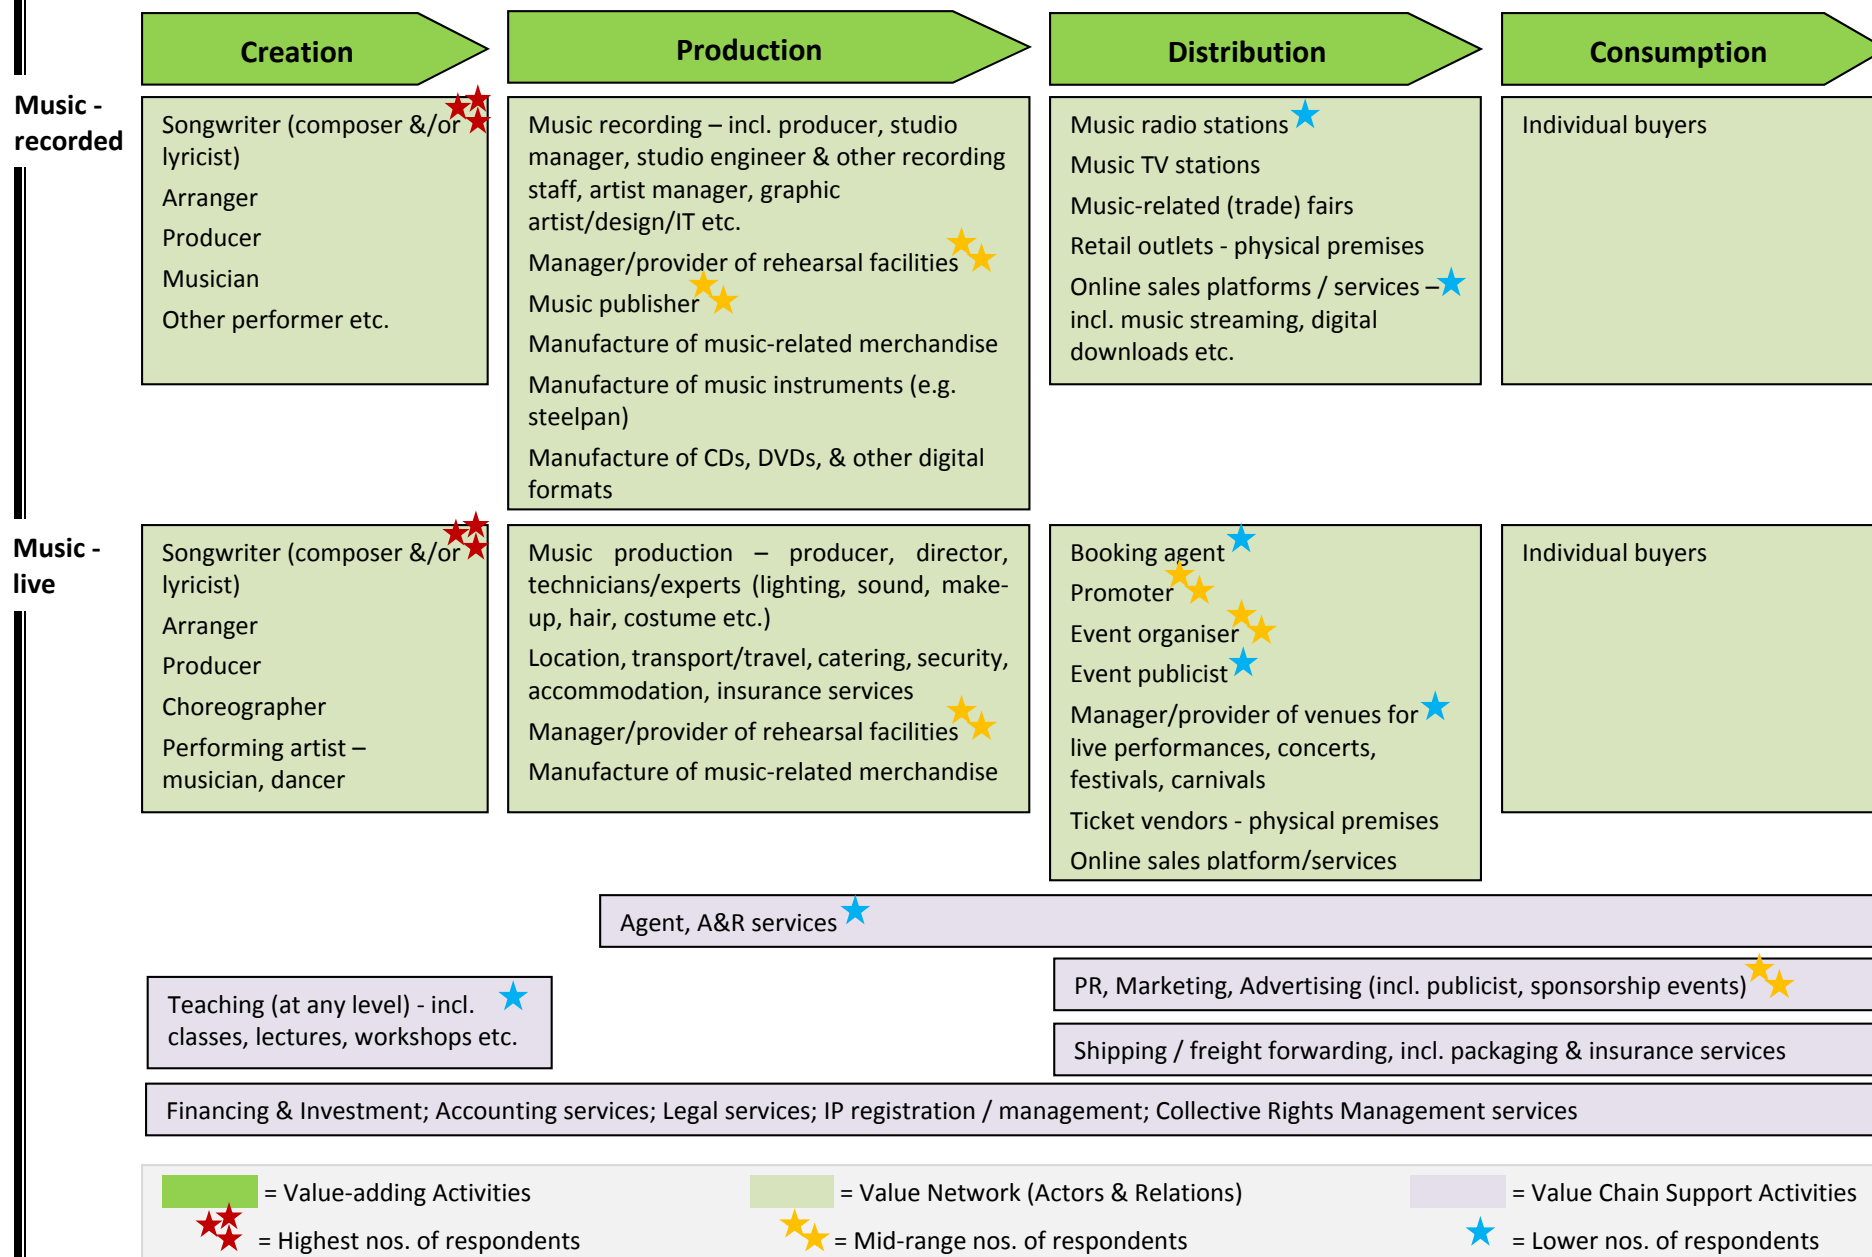 Creation
Production
Distribution
Consumption
Music -
recorded
Songwriter (composer &/or
lyricist)
Arranger
Producer
Musician
Other performer etc.
Music recording – incl. producer, studio
manager, studio engineer & other recording
staff, artist manager, graphic
artist/design/IT etc.
Manager/provider of rehearsal facilities
Music publisher
Manufacture of music-related merchandise
Manufacture of music instruments (e.g.
steelpan)
Manufacture of CDs, DVDs, & other digital
formats
Music radio stations
Music TV stations
Music-related (trade) fairs
Retail outlets - physical premises
Online sales platforms / services –
incl. music streaming, digital
downloads etc.
Individual buyers
Music -
live
Songwriter (composer &/or
lyricist)
Arranger
Producer
Choreographer
Performing artist –
musician, dancer
Music production – producer, director,
technicians/experts (lighting, sound, make-
up, hair, costume etc.)
Location, transport/travel, catering, security,
accommodation, insurance services
Manager/provider of rehearsal facilities
Manufacture of music-related merchandise
Booking agent
Promoter
Event organiser
Event publicist
Manager/provider of venues for
live performances, concerts,
festivals, carnivals
Ticket vendors - physical premises
Online sales platform/services
Individual buyers
Agent, A&R services
PR, Marketing, Advertising (incl. publicist, sponsorship events)
Teaching (at any level) - incl.
classes, lectures, workshops etc.
Shipping / freight forwarding, incl. packaging & insurance services
Financing & Investment; Accounting services; Legal services; IP registration / management; Collective Rights Management services
= Value-adding Activities
= Value Network (Actors & Relations)
= Value Chain Support Activities
= Highest nos. of respondents
= Mid-range nos. of respondents
= Lower nos. of respondents